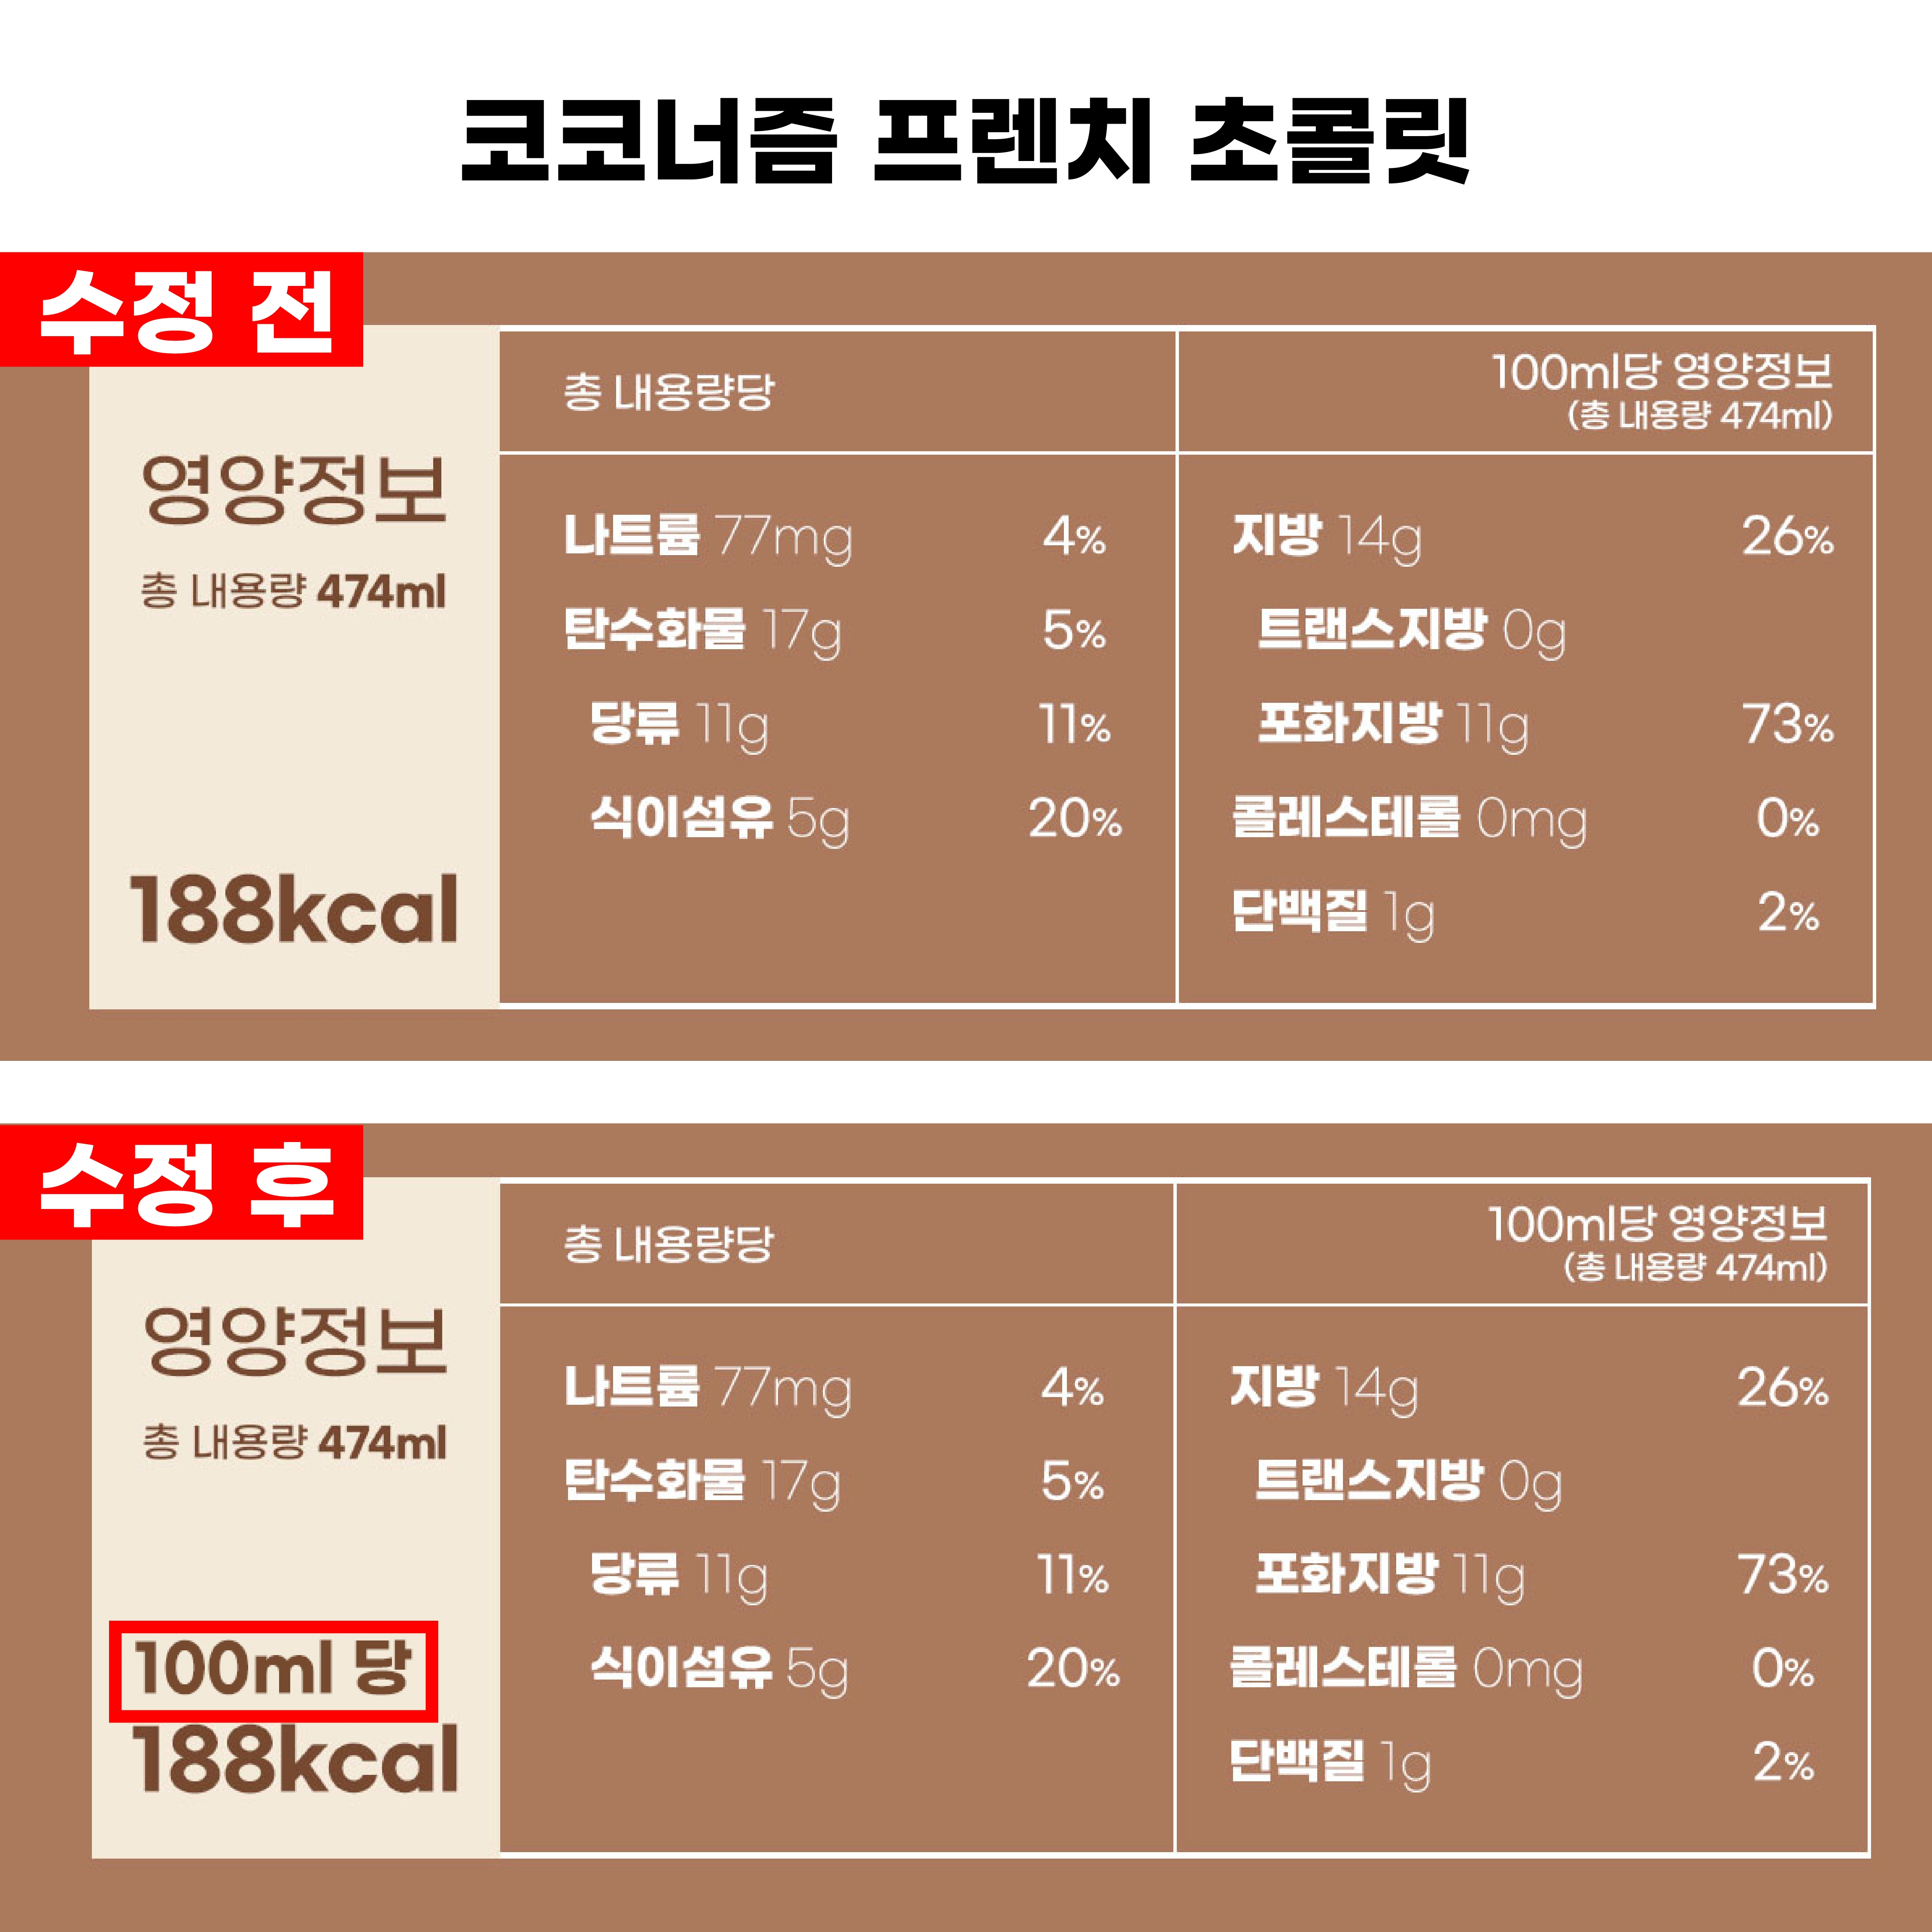 코코너즘 프렌치 초콜릿
수정 전
영양정보
총 내용량 474ml
188kcal
총 내용량당
100ml당 영양정보
(총 내용량 474ml)
나트륨 77mg 4%
탄수화물 17g 5%
당류 11g 11%
식이섬유 5g 20%
지방 14g 26%
트랜스지방 0g
포화지방 11g 73%
콜레스테롤 0mg 0%
단백질 1g 2%
수정 후
영양정보
총 내용량 474ml
100ml 당
188kcal
총 내용량당
100ml당 영양정보
(총 내용량 474ml)
나트륨 77mg 4%
탄수화물 17g 5%
당류 11g 11%
식이섬유 5g 20%
지방 14g 26%
트랜스지방 0g
포화지방 11g 73%
콜레스테롤 0mg 0%
단백질 1g 2%